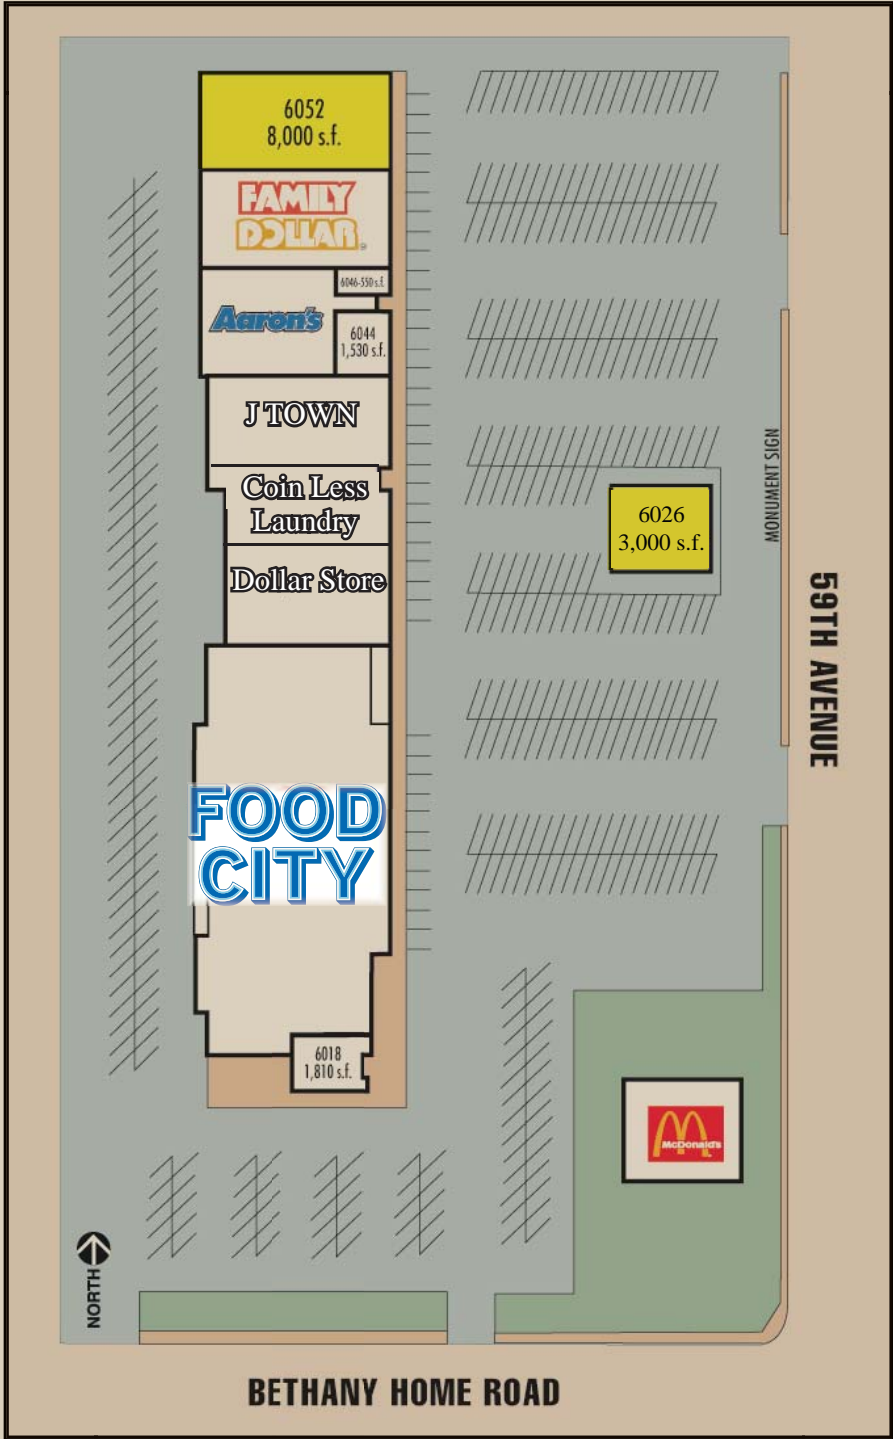 6052
8,000 s.f.
FAMILY
DOLLAR®
6046-550 s.f.
Aaron's
6044
1,530 s.f.
J TOWN
Coin Less
Laundry
Dollar Store
6026
3,000 s.f.
MONUMENT SIGN
59TH AVENUE
FOOD
CITY
6018
1,810 s.f.
McDonald's
NORTH
BETHANY HOME ROAD